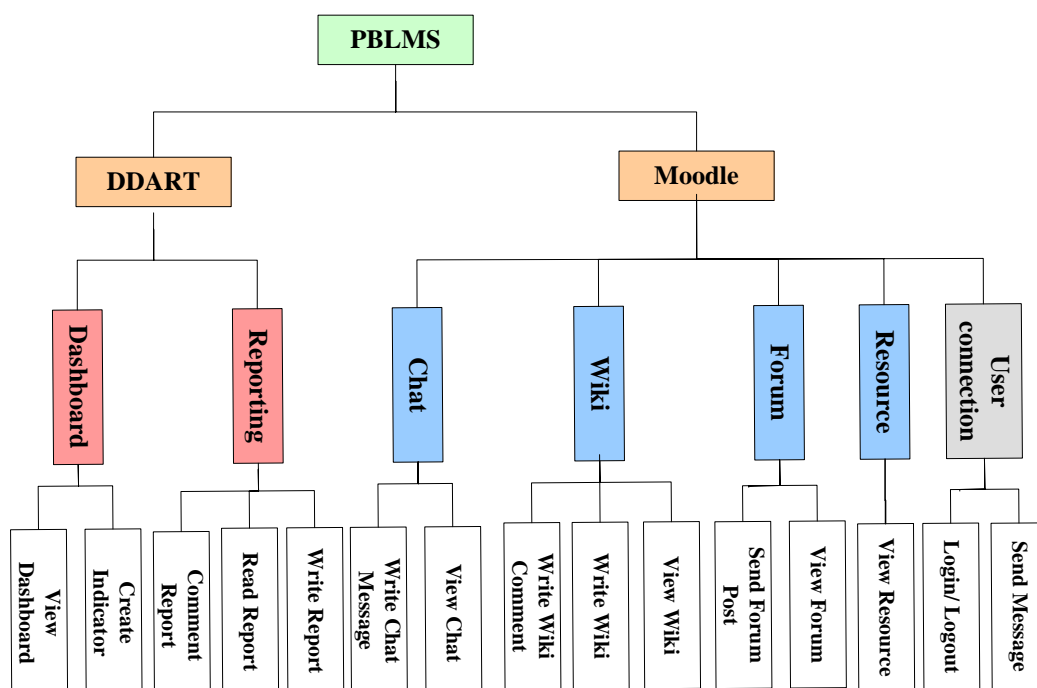 PBLMS
DDART
Moodle
Dashboard
Reporting
Chat
Wiki
Forum
Resource
User
connection
View
Dashboard
Create
Indicator
Comment
Report
Read Report
Write Report
Write Chat
Message
View Chat
Write Wiki
Comment
Write Wiki
View Wiki
Send Forum
Post
View Forum
View Resource
Login/ Logout
Send Message